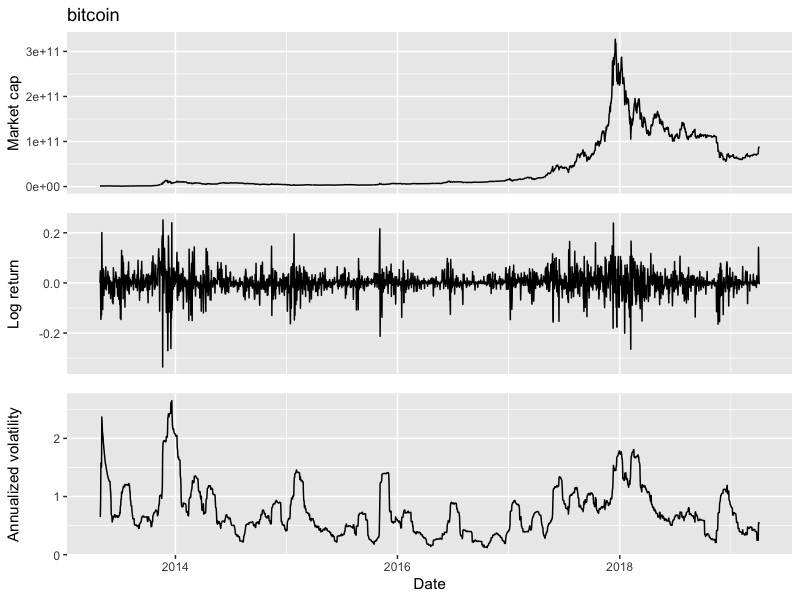 bitcoin
Market cap
3e+11
2e+11
1e+11
0e+00
Log return
0.2
0.0
-0.2
Annualized volatility
2
1
0
2014
2016
2018
Date